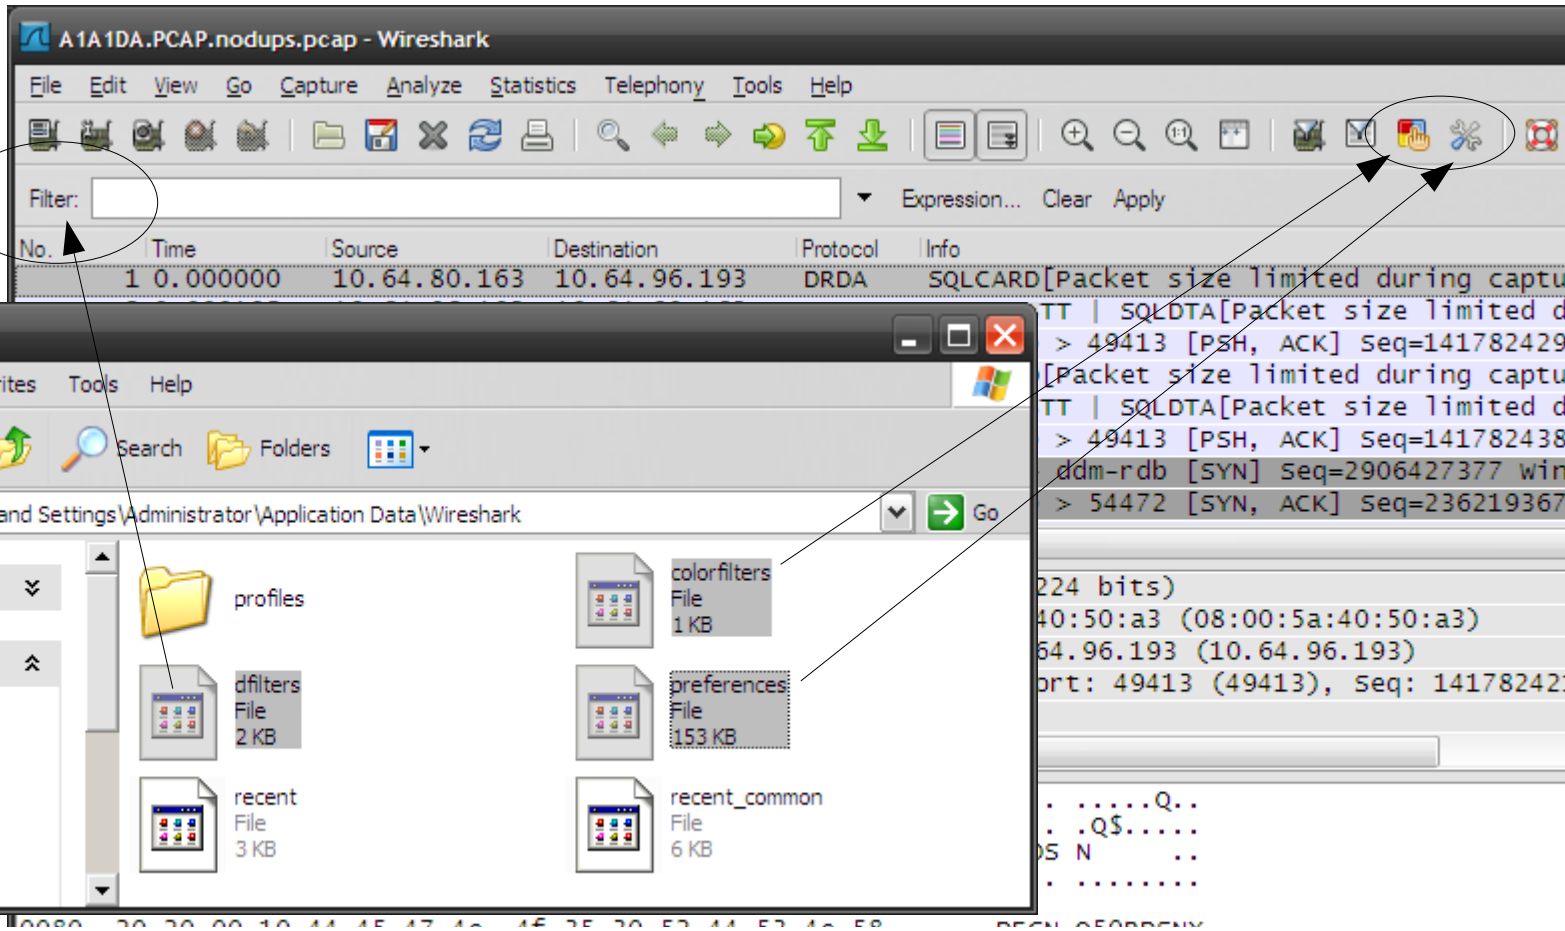 A1A1DA.PCAP.nodups.pcap - Wireshark
File Edit View Go Capture Analyze Statistics Telephony Tools Help
Filter: Expression... Clear Apply
No. Time Source Destination Protocol Info
1 0.000000 10.64.80.163 10.64.96.193 DRDA SQLCARD[Packet size limited during captu
TT | SQLDTA[Packet size limited d
> 49413 [PSH, ACK] Seq=141782429
[Packet size limited during captu
TT | SQLDTA[Packet size limited d
> 49413 [PSH, ACK] Seq=141782438
ddm-rdb [SYN] Seq=2906427377 Win
> 54472 [SYN, ACK] Seq=236219367
224 bits)
40:50:a3 (08:00:5a:40:50:a3)
64.96.193 (10.64.96.193)
ort: 49413 (49413), Seq: 14178242
. .....Q..
. .Q$.....
OS N ..
. ........
rites Tools Help
Search Folders
and Settings\Administrator\Application Data\Wireshark Go
profiles
colorfilters
File
1 KB
dfilters
File
2 KB
preferences
File
153 KB
recent
File
3 KB
recent_common
File
6 KB